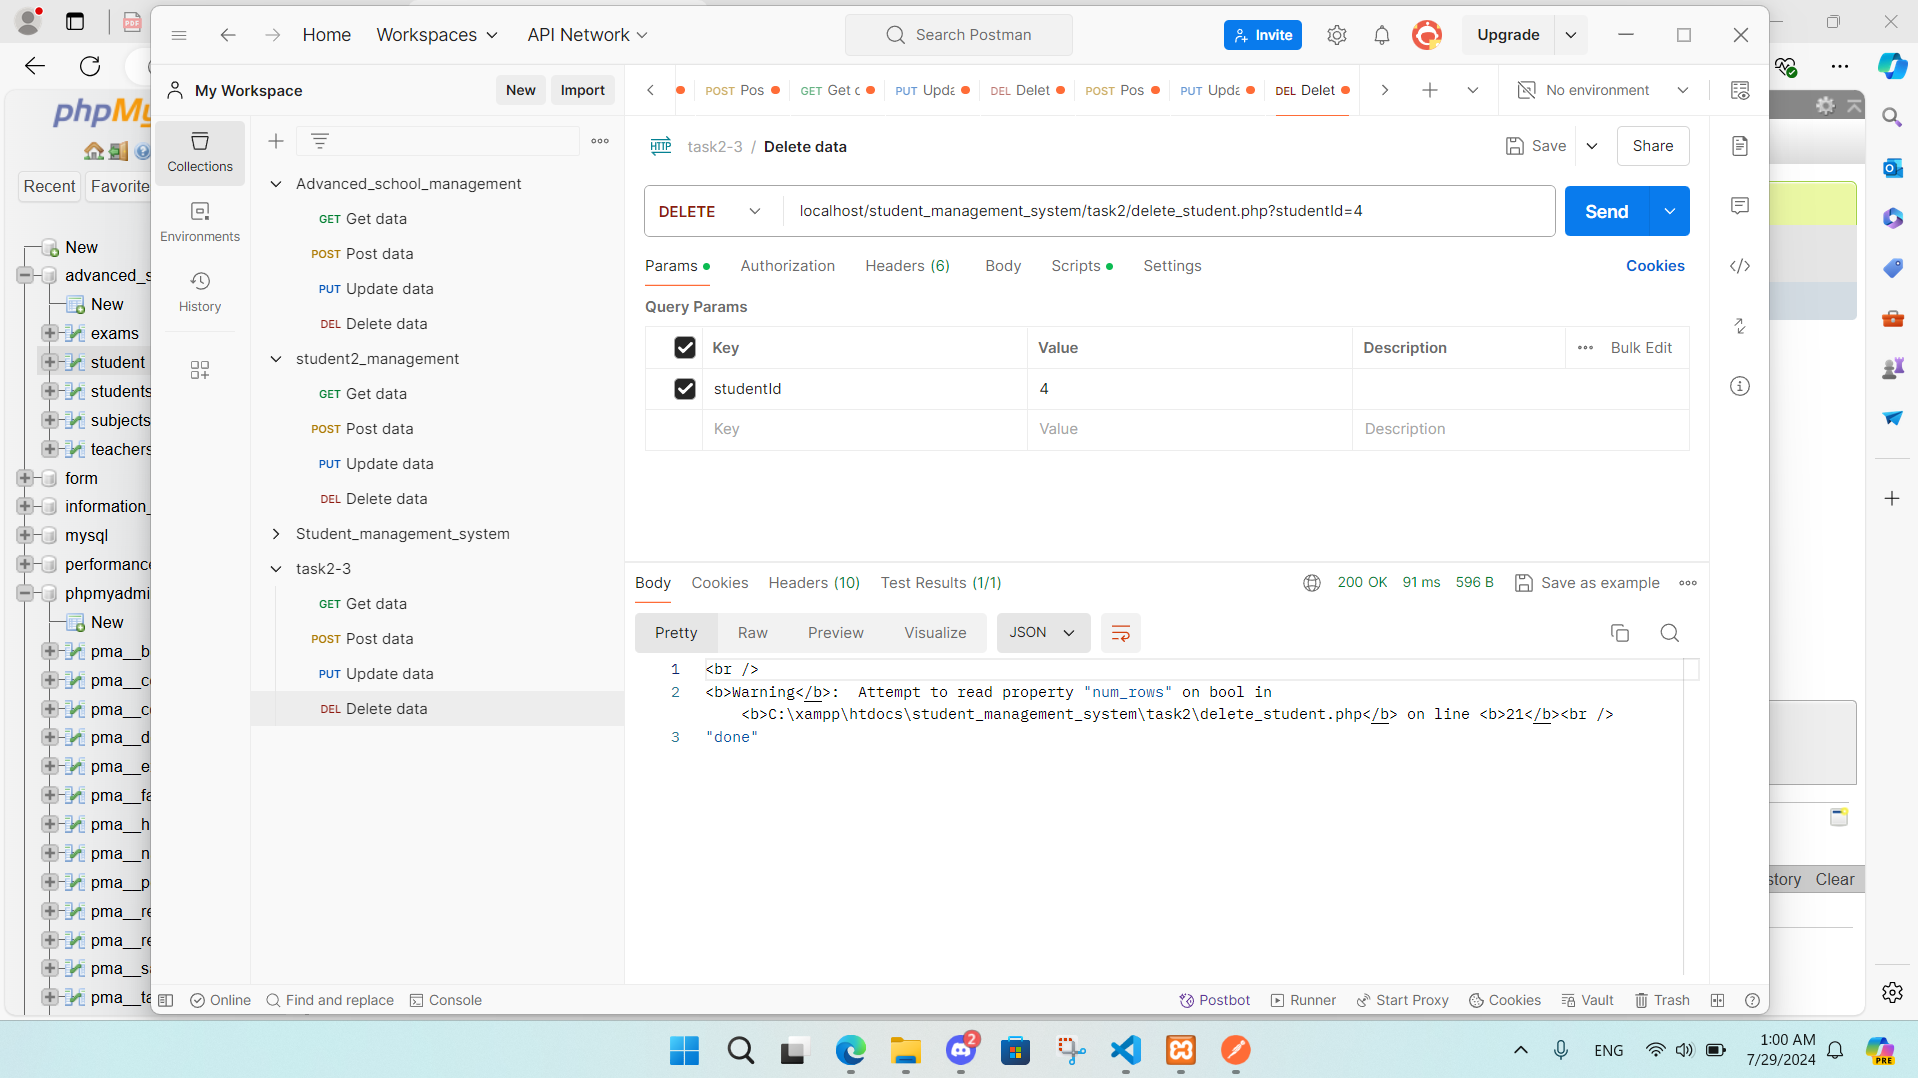 Home
Workspaces
API Network
Search Postman
Invite
Upgrade
phpMy
Recent
Favorite
New
advanced_s
New
exams
student
students
subjects
teachers
form
information_
mysql
performance
phpmyadmi
New
pma__b
pma__c
pma__c
pma__d
pma__e
pma__fa
pma__h
pma__n
pma__p
pma__re
pma__re
pma__sa
pma__ta
My Workspace
New
Import
Collections
Environments
History
Advanced_school_management
GET Get data
POST Post data
PUT Update data
DEL Delete data
student2_management
GET Get data
POST Post data
PUT Update data
DEL Delete data
Student_management_system
task2-3
GET Get data
POST Post data
PUT Update data
DEL Delete data
POST Pos
GET Get
PUT Upda
DEL Delet
POST Pos
PUT Upda
DEL Delet
No environment
HTTP task2-3 / Delete data
Save
Share
DELETE
localhost/student_management_system/task2/delete_student.php?studentId=4
Send
Params
Authorization
Headers (6)
Body
Scripts
Settings
Cookies
Query Params
Key Value Description Bulk Edit
studentId 4
Key Value Description
Body
Cookies
Headers (10)
Test Results (1/1)
200 OK 91 ms 596 B
Save as example
Pretty
Raw
Preview
Visualize
JSON
1 <br />
2 <b>Warning</b>: Attempt to read property "num_rows" on bool in
<b>C:\xampp\htdocs\student_management_system\task2\delete_student.php</b> on line <b>21</b><br />
3 "done"
story Clear
Online
Find and replace
Console
Postbot
Runner
Start Proxy
Cookies
Vault
Trash
2
ENG
1:00 AM
7/29/2024
PRE